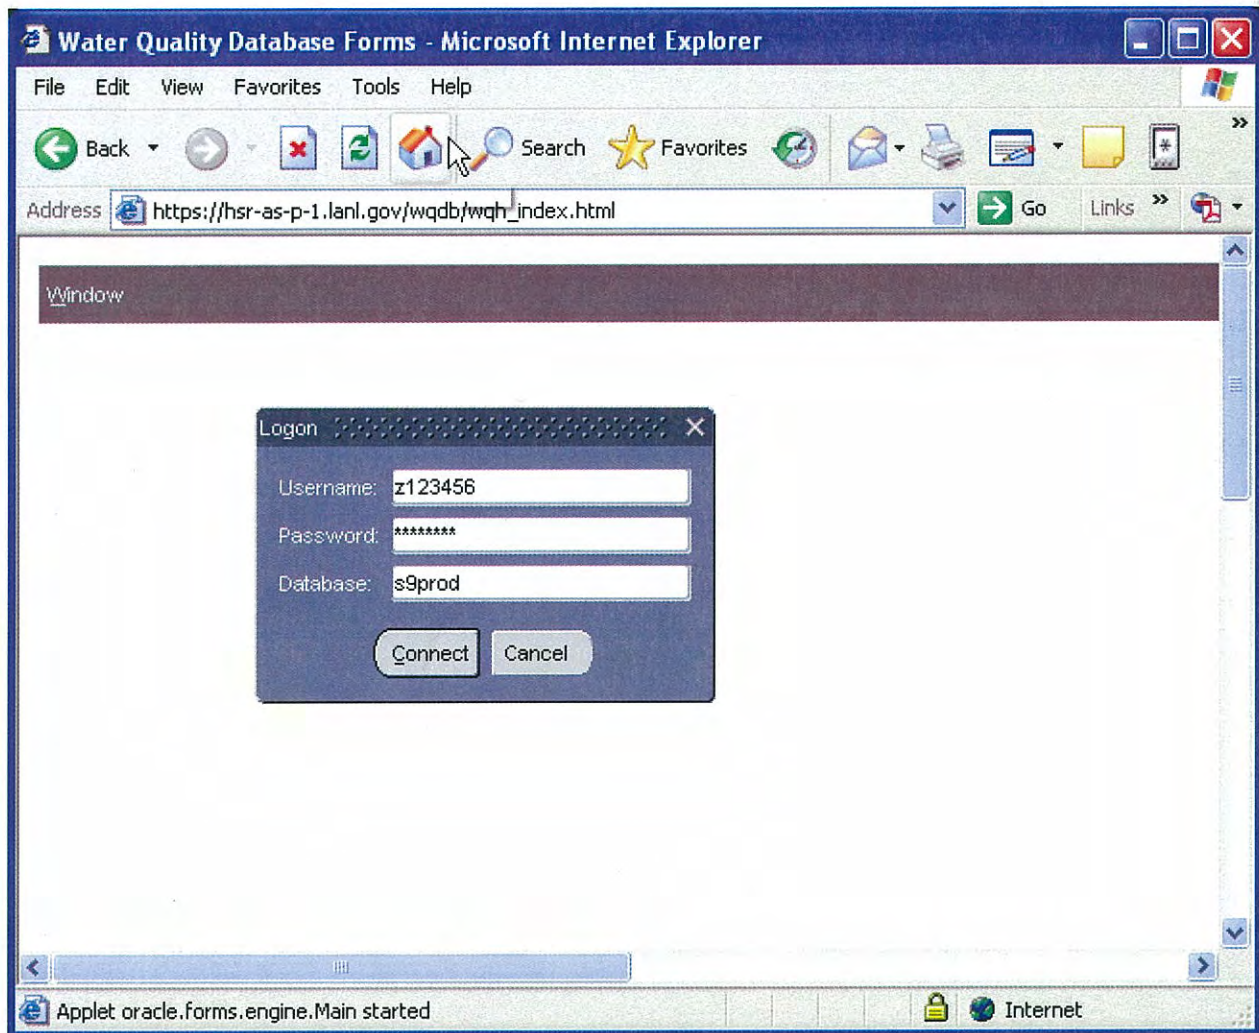 Water Quality Database Forms - Microsoft Internet Explorer
File Edit View Favorites Tools Help
Back Search Favorites »
Address https://hsr-as-p-1.lanl.gov/wqdb/wqh_index.html Go Links »
Window
Logon
Username: z123456
Password: ********
Database: s9prod
Connect Cancel
Applet oracle.forms.engine.Main started Internet